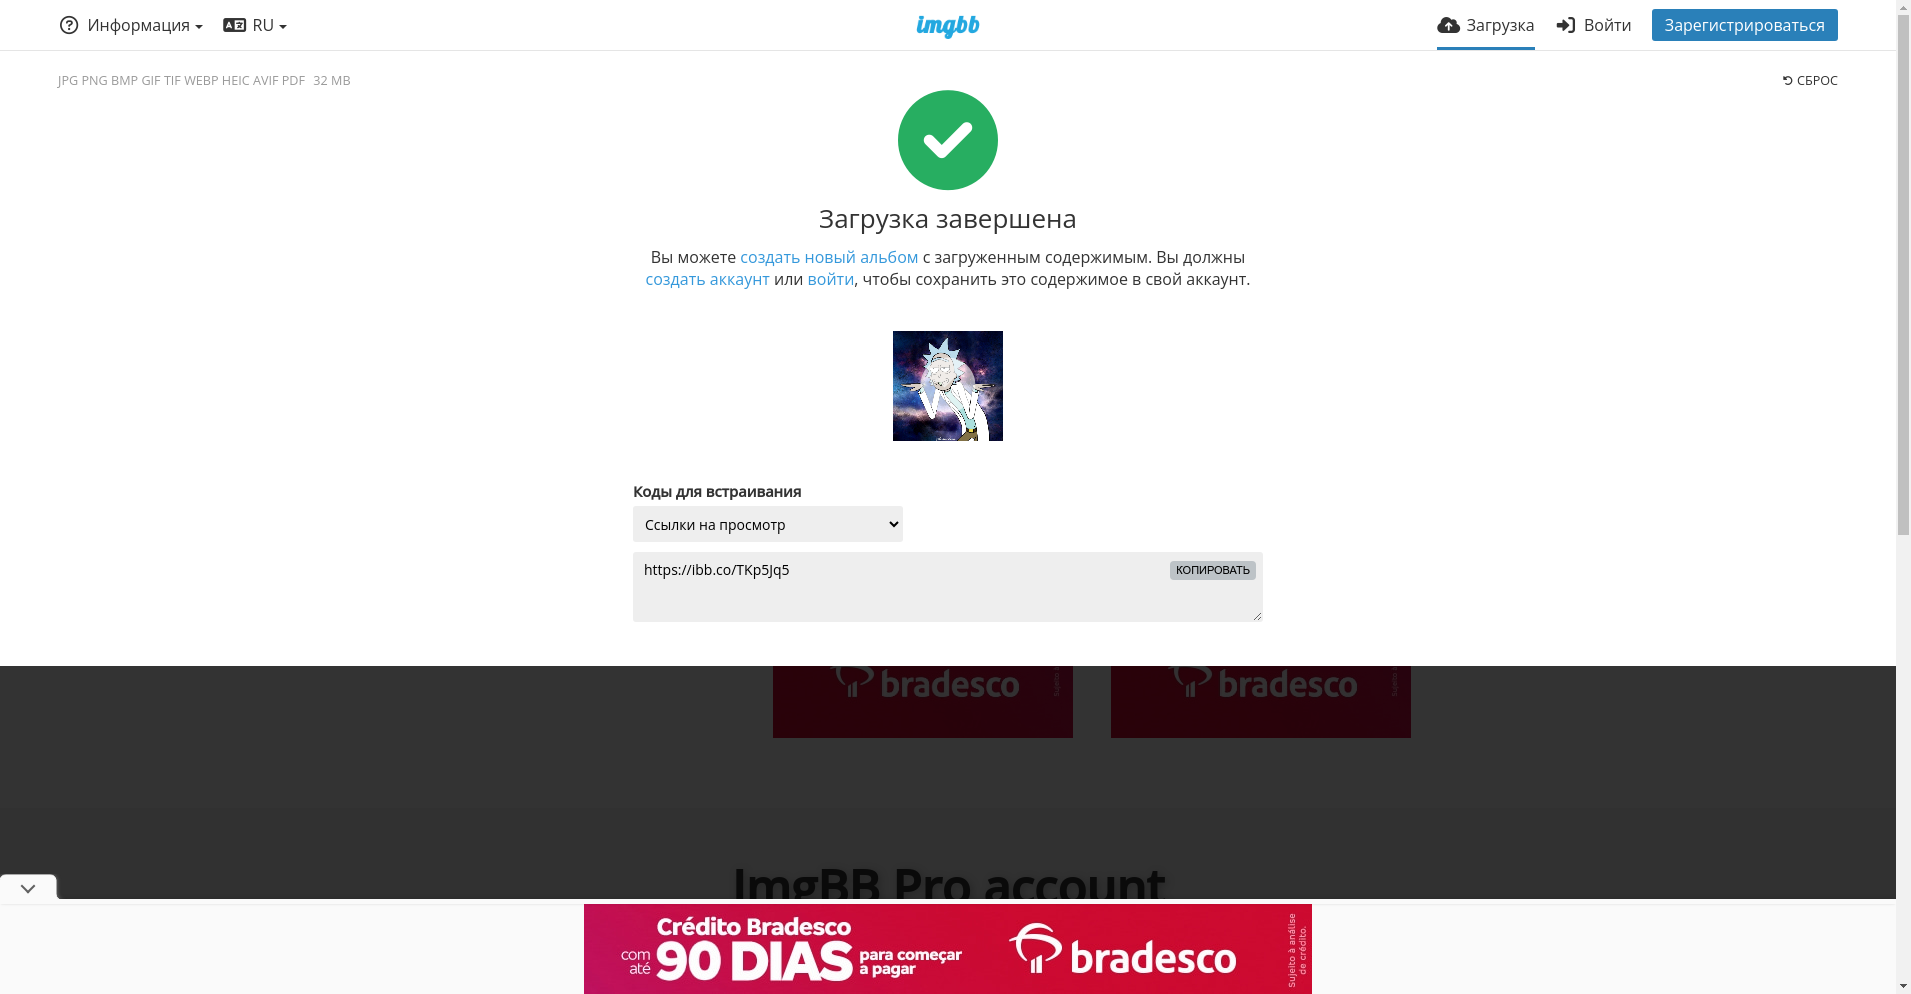 Информация
RU
imgbb
Загрузка
Войти
Зарегистрироваться
JPG PNG BMP GIF TIF WEBP HEIC AVIF PDF 32 MB
СБРОС
Загрузка завершена
Вы можете создать новый альбом с загруженным содержимым. Вы должны
создать аккаунт или войти, чтобы сохранить это содержимое в свой аккаунт.
Коды для встраивания
Ссылки на просмотр
https://ibb.co/TKp5Jq5
КОПИРОВАТЬ
bradesco
bradesco
ImgBB Pro account
Crédito Bradesco
com até 90 DIAS para começar a pagar
bradesco
Sujeito à análise
de crédito.